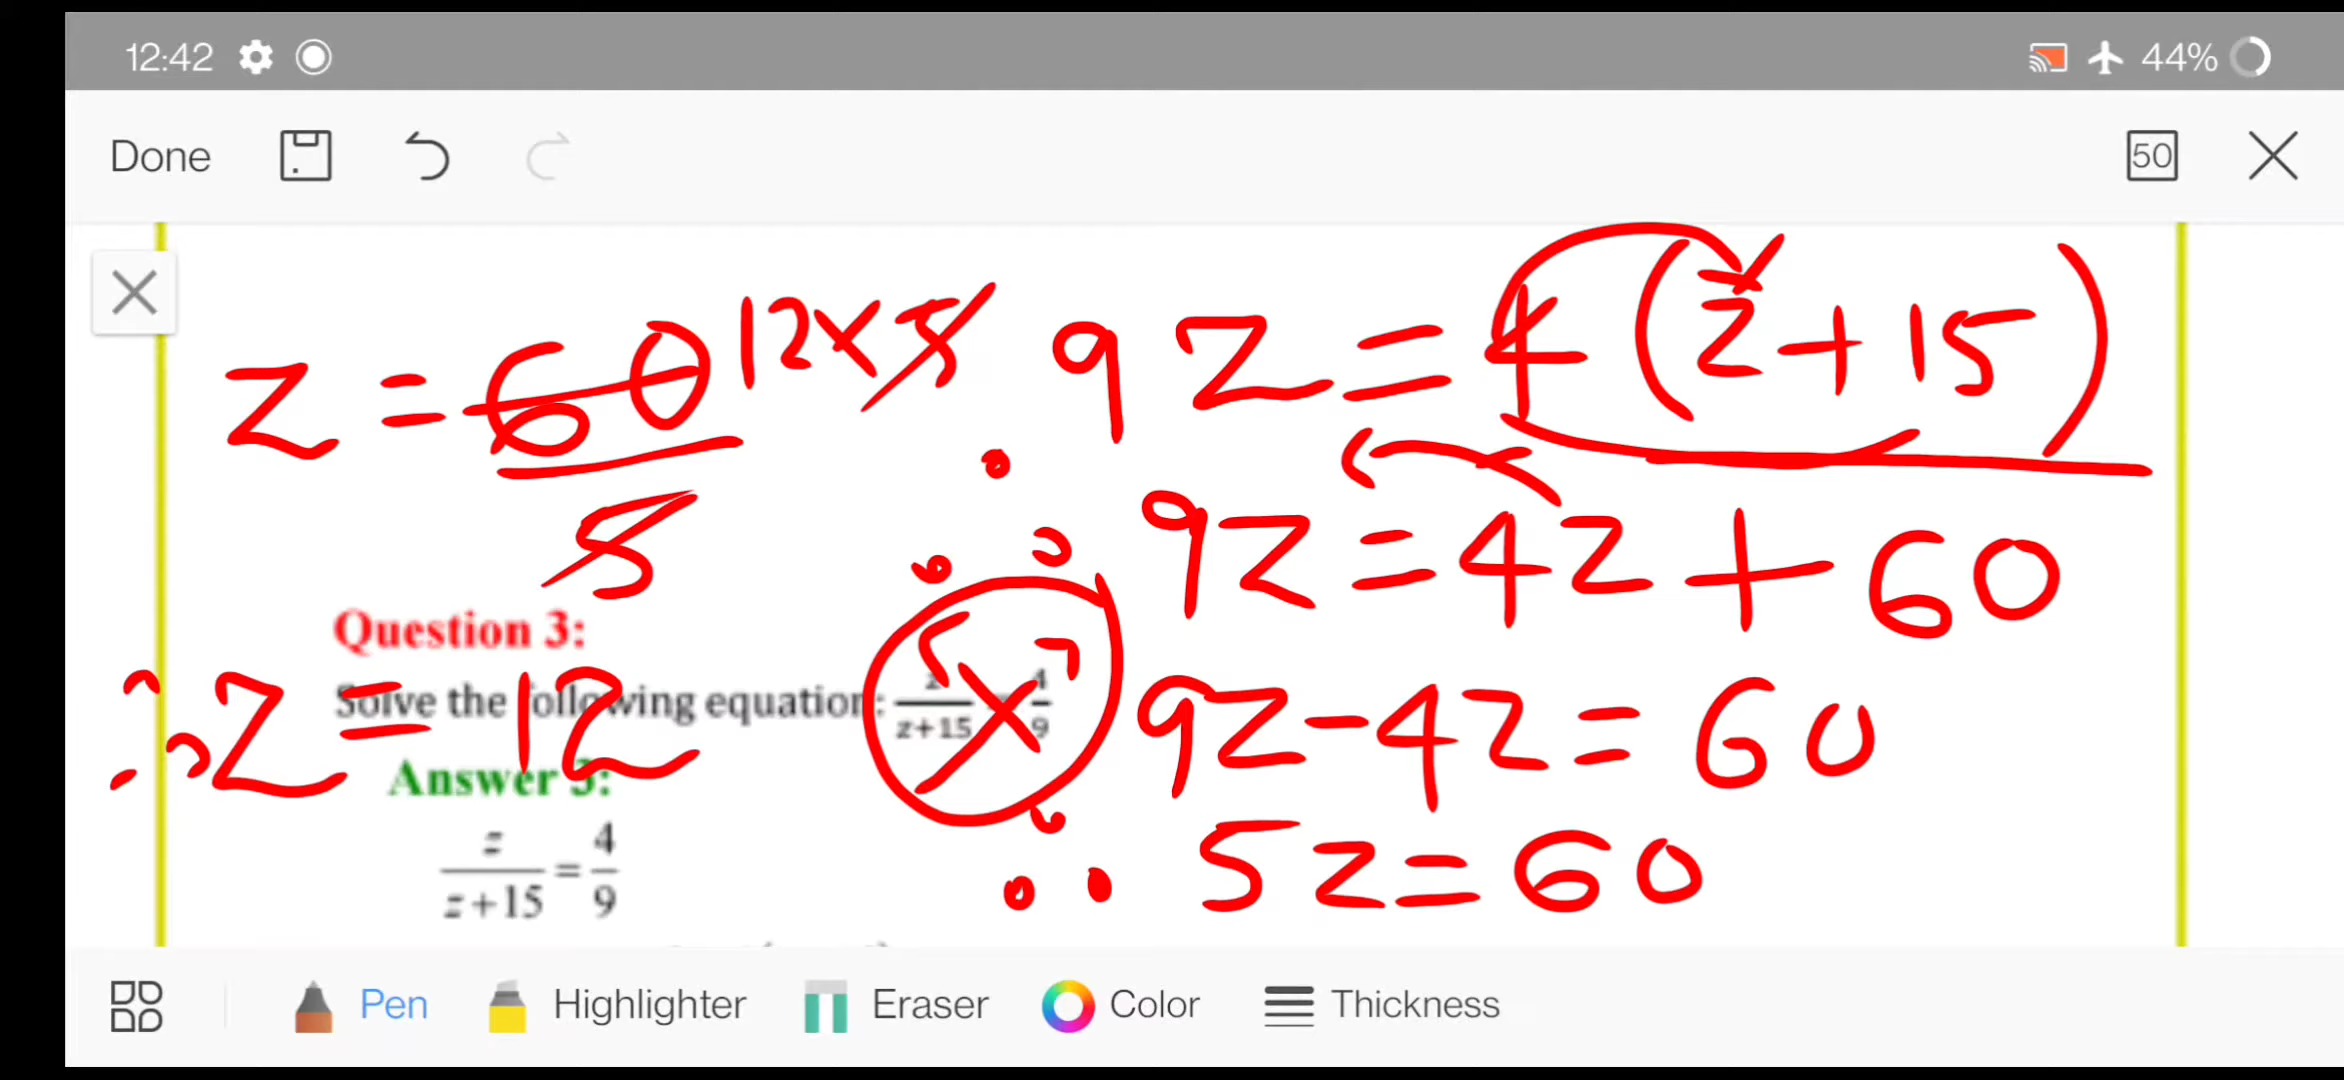 12:42 44%
Done 50
9z = 4(z+15)
9z = 4z + 60
9z - 4z = 60
∴ 5z = 60
z = 60 12×5
5
∴ z = 12
Question 3:
Solve the following equation: z/z+15 = 4/9
Answer 3:
z/z+15 = 4/9
Pen Highlighter Eraser Color Thickness